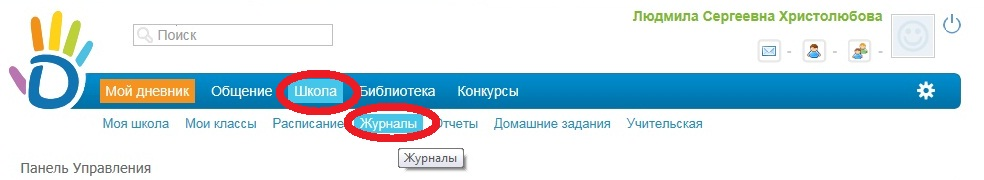 Людмила Сергеевна Христолюбова
Поиск
- - -
Мой дневник Общение Школа Библиотека Конкурсы
Моя школа Мои классы Расписание Журналы Отчеты Домашние задания Учительская
Журналы
Панель Управления